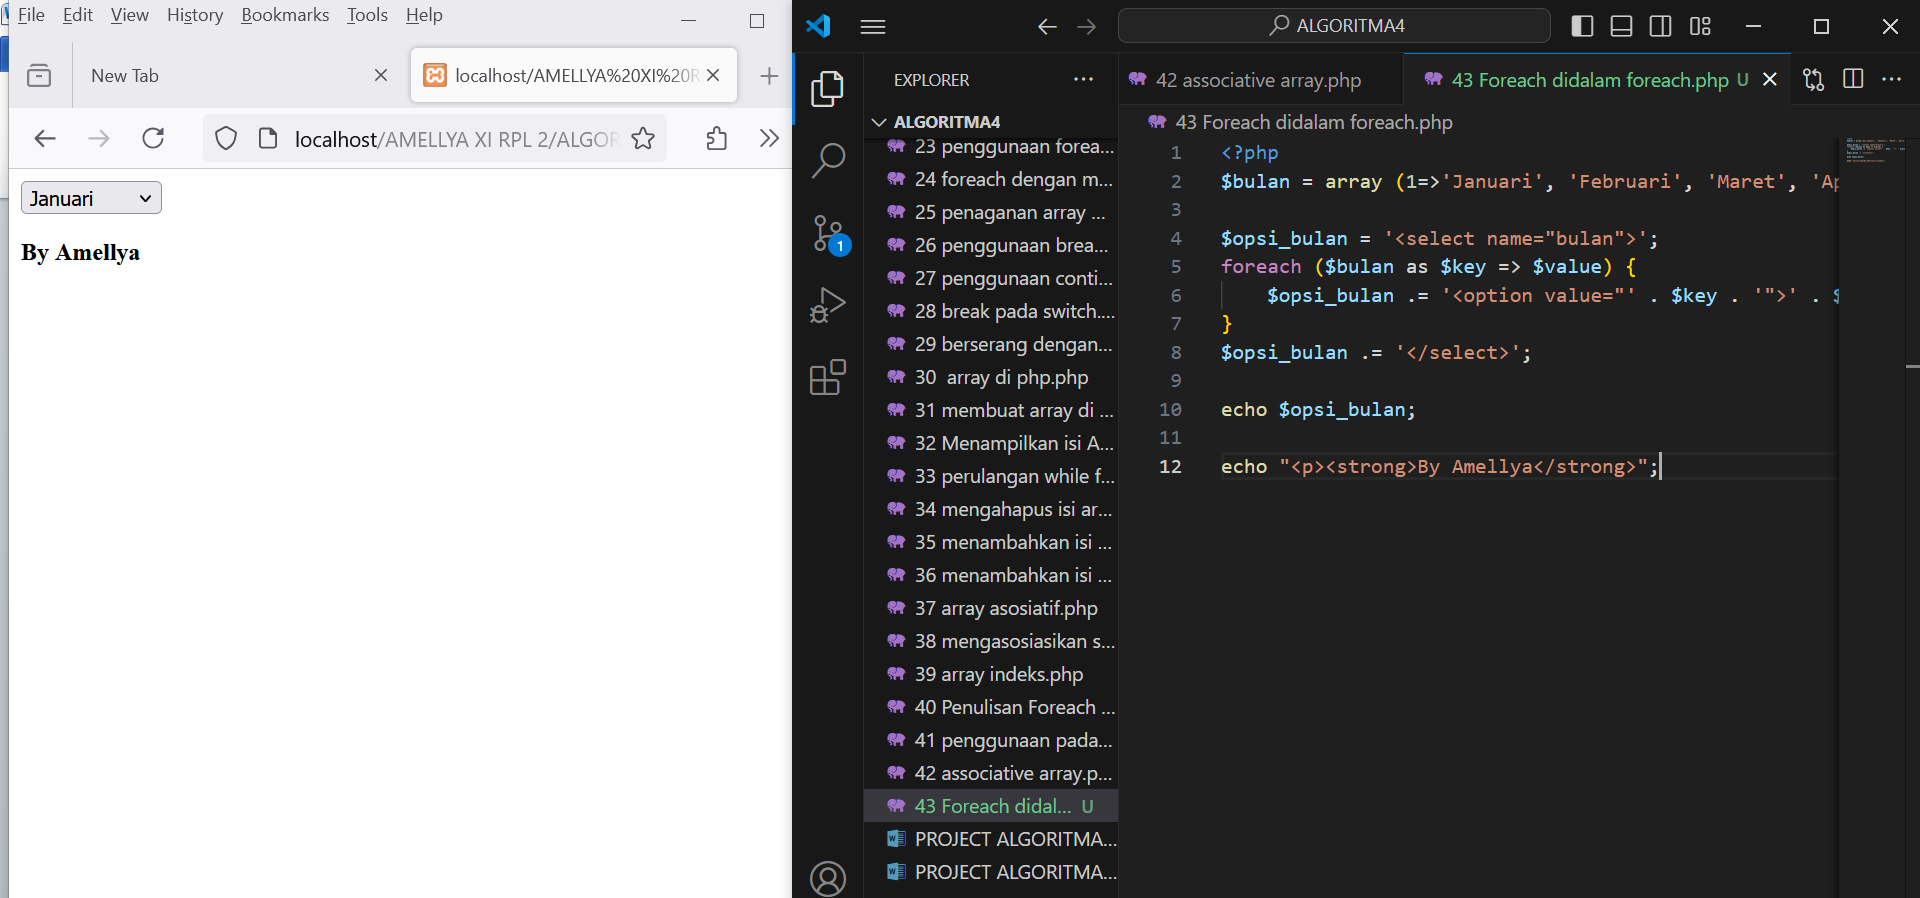 File Edit View History Bookmarks Tools Help
New Tab
localhost/AMELLYA%20XI%20R
localhost/AMELLYA XI RPL 2/ALGOR
Januari
By Amellya
ALGORITMA4
1
EXPLORER
ALGORITMA4
23 penggunaan forea...
24 foreach dengan m...
25 penaganan array ...
26 penggunaan brea...
27 penggunaan conti...
28 break pada switch....
29 berserang dengan...
30  array di php.php
31 membuat array di ...
32 Menampilkan isi A...
33 perulangan while f...
34 mengahapus isi ar...
35 menambahkan isi ...
36 menambahkan isi ...
37 array asosiatif.php
38 mengasosiasikan s...
39 array indeks.php
40 Penulisan Foreach ...
41 penggunaan pada...
42 associative array.p...
43 Foreach didal... U
PROJECT ALGORITMA...
PROJECT ALGORITMA...
42 associative array.php
43 Foreach didalam foreach.php U
43 Foreach didalam foreach.php
1 <?php
2 $bulan = array (1=>'Januari', 'Februari', 'Maret', 'Ap
3
4 $opsi_bulan = '<select name="bulan">';
5 foreach ($bulan as $key => $value) {
6 $opsi_bulan .= '<option value="' . $key . '">' . $
7 }
8 $opsi_bulan .= '</select>';
9
10 echo $opsi_bulan;
11
12 echo "<p><strong>By Amellya</strong>";